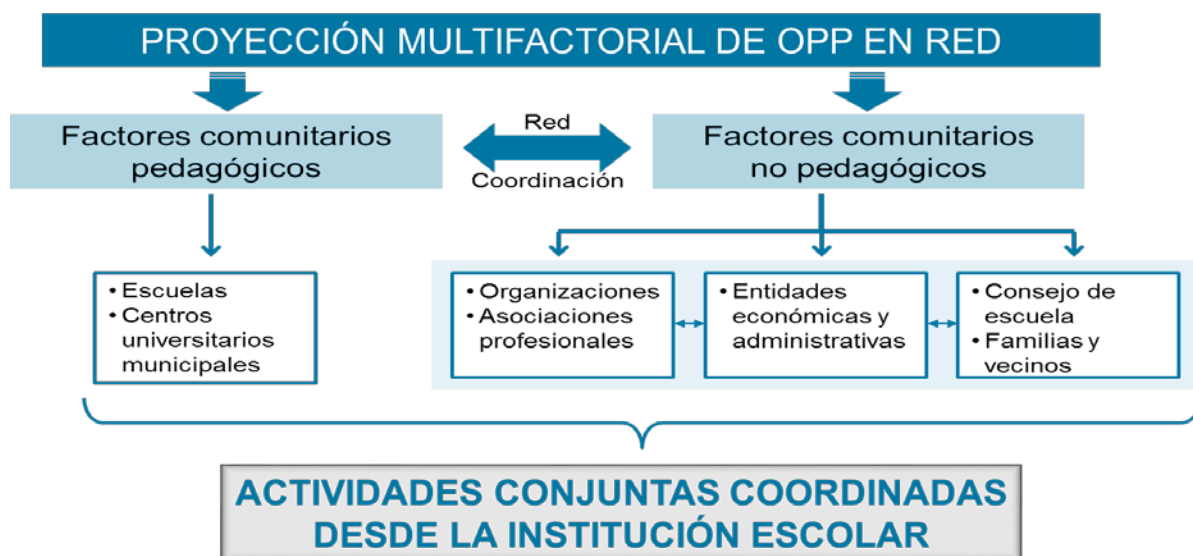 PROYECCIÓN MULTIFACTORIAL DE OPP EN RED
Factores comunitarios
pedagógicos
Red
Coordinación
Factores comunitarios
no pedagógicos
• Escuelas
• Centros
universitarios
municipales
• Organizaciones
• Asociaciones
profesionales
• Entidades
económicas y
administrativas
• Consejo de
escuela
• Familias y
vecinos
ACTIVIDADES CONJUNTAS COORDINADAS
DESDE LA INSTITUCIÓN ESCOLAR